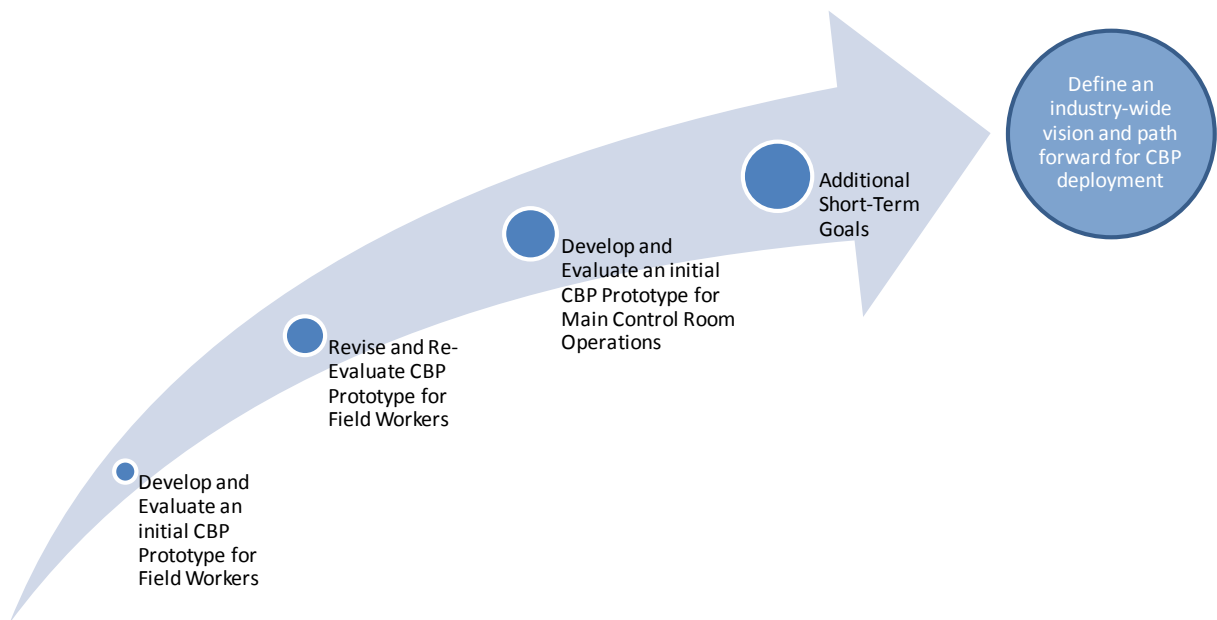 Define an
industry-wide
vision and path
forward for CBP
deployment
Additional
Short-Term
Goals
Develop and
Evaluate an initial
CBP Prototype for
Main Control Room
Operations
Revise and Re-
Evaluate CBP
Prototype for
Field Workers
Develop and
Evaluate an
initial CBP
Prototype for
Field Workers